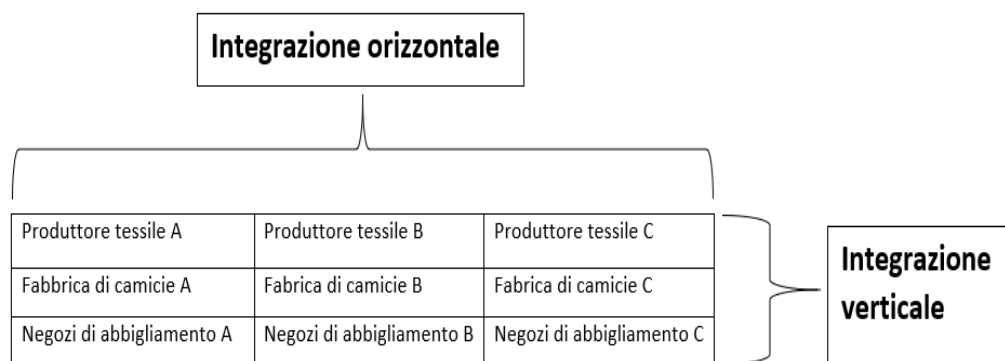 Integrazione orizzontale
Produttore tessile A Produttore tessile B Produttore tessile C
Fabbrica di camicie A Fabrica di camicie B Fabrica di camicie C
Negozi di abbigliamento A Negozi di abbigliamento B Negozi di abbigliamento C
Integrazione
verticale